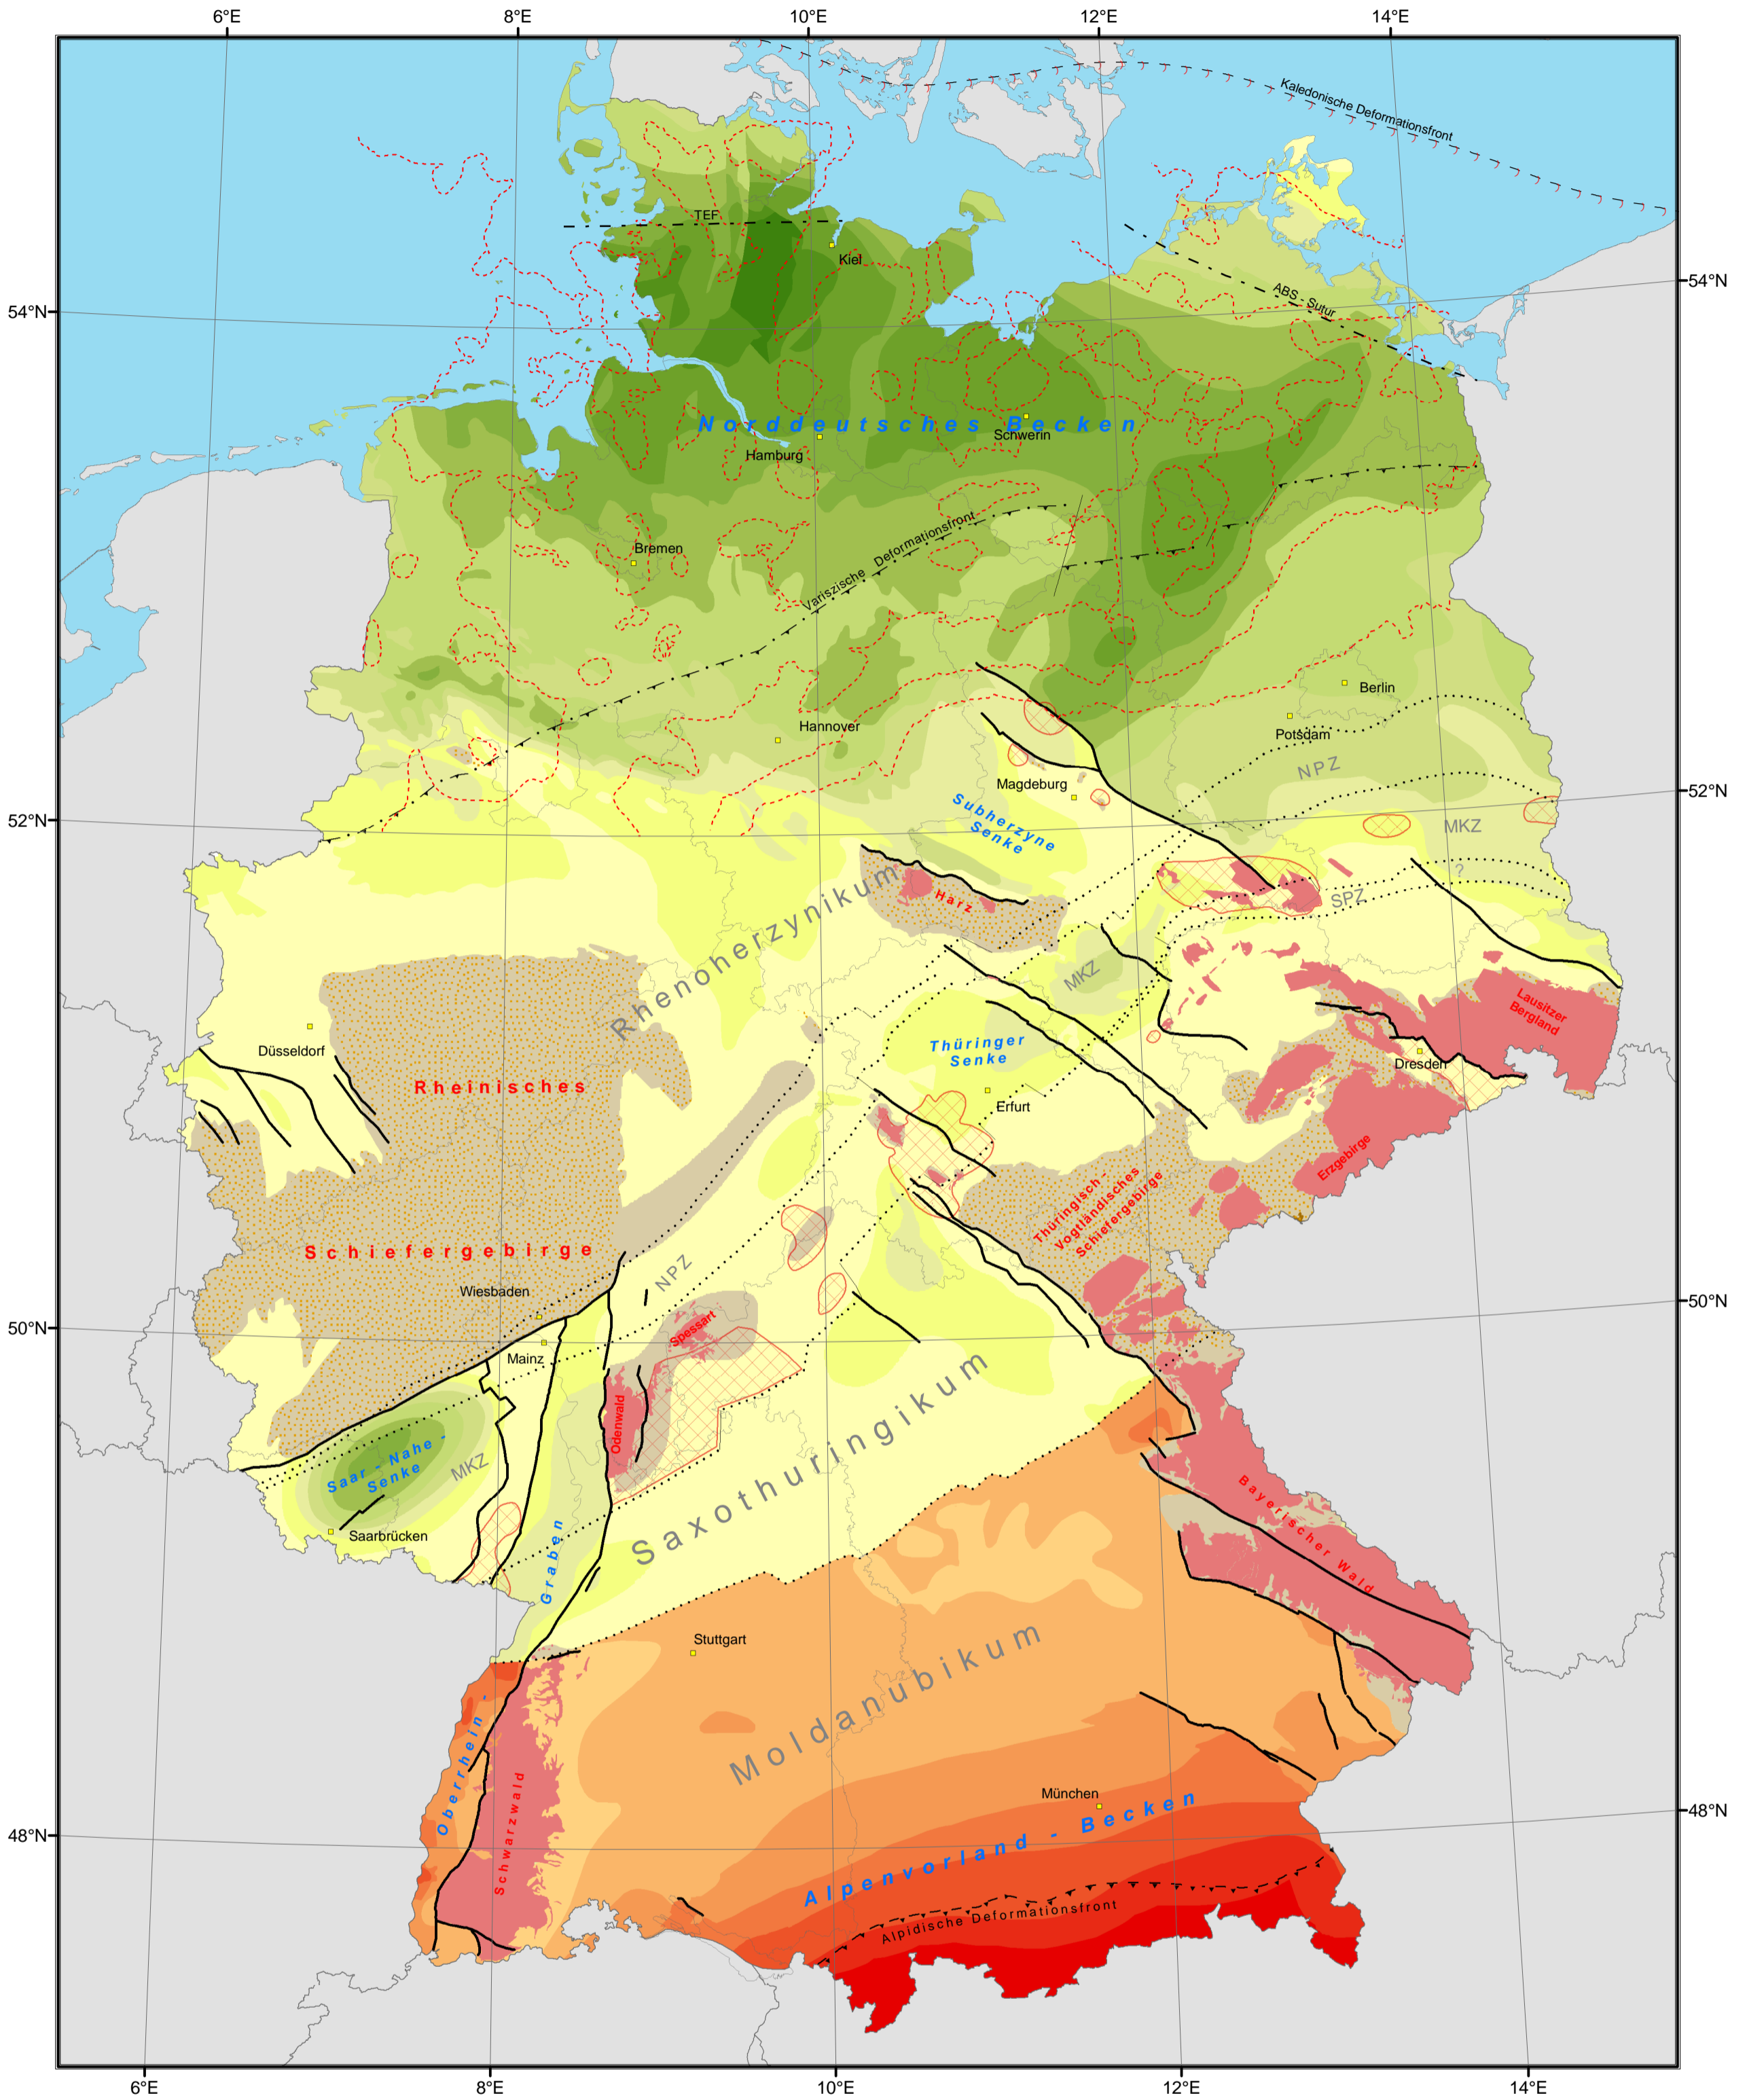 6°E
8°E
10°E
12°E
14°E
Kaledonische Deformationsfront
TEF
Kiel
54°N
ABS - Sutur
54°N
Norddeutsches Becken
Schwerin
Hamburg
Variszische Deformationsfront
Bremen
Berlin
Hannover
Potsdam
NPZ
Magdeburg
52°N
Subherzyne
Senke
MKZ
52°N
?
Harz
SPZ
Rhenoherzynikum
MKZ
Lausitzer
Bergland
Düsseldorf
Thüringer
Senke
Dresden
Rheinisches
Erfurt
Erzgebirge
Thüringisch -
Vogtländisches
Schiefergebirge
Schiefergebirge
NPZ
Wiesbaden
50°N
50°N
Spessart
Mainz
Odenwald
Saar - Nahe -
Senke
MKZ
Saxothuringikum
Saarbrücken
Bayerischer Wald
Graben
Stuttgart
Moldanubikum
Oberrhein -
Schwarzwald
München
48°N
48°N
Alpenvorland - Becken
Alpidische Deformationsfront
6°E
8°E
10°E
12°E
14°E